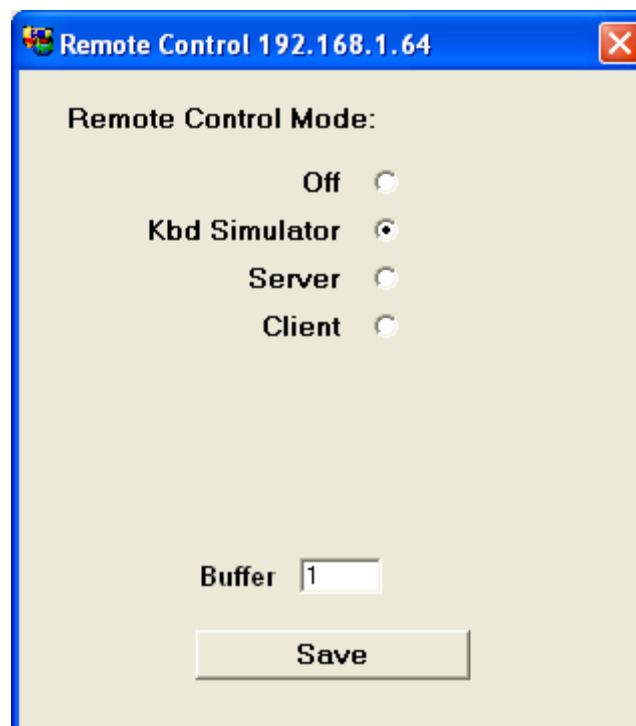 Remote Control 192.168.1.64
Remote Control Mode:
Off
Kbd Simulator
Server
Client
Buffer 1
Save